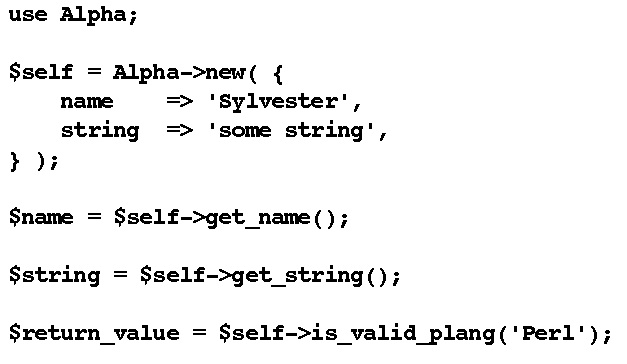 use Alpha;
$self = Alpha->new( {
    name    => 'Sylvester',
    string  => 'some string',
} );
$name = $self->get_name();
$string = $self->get_string();
$return_value = $self->is_valid_plang('Perl');